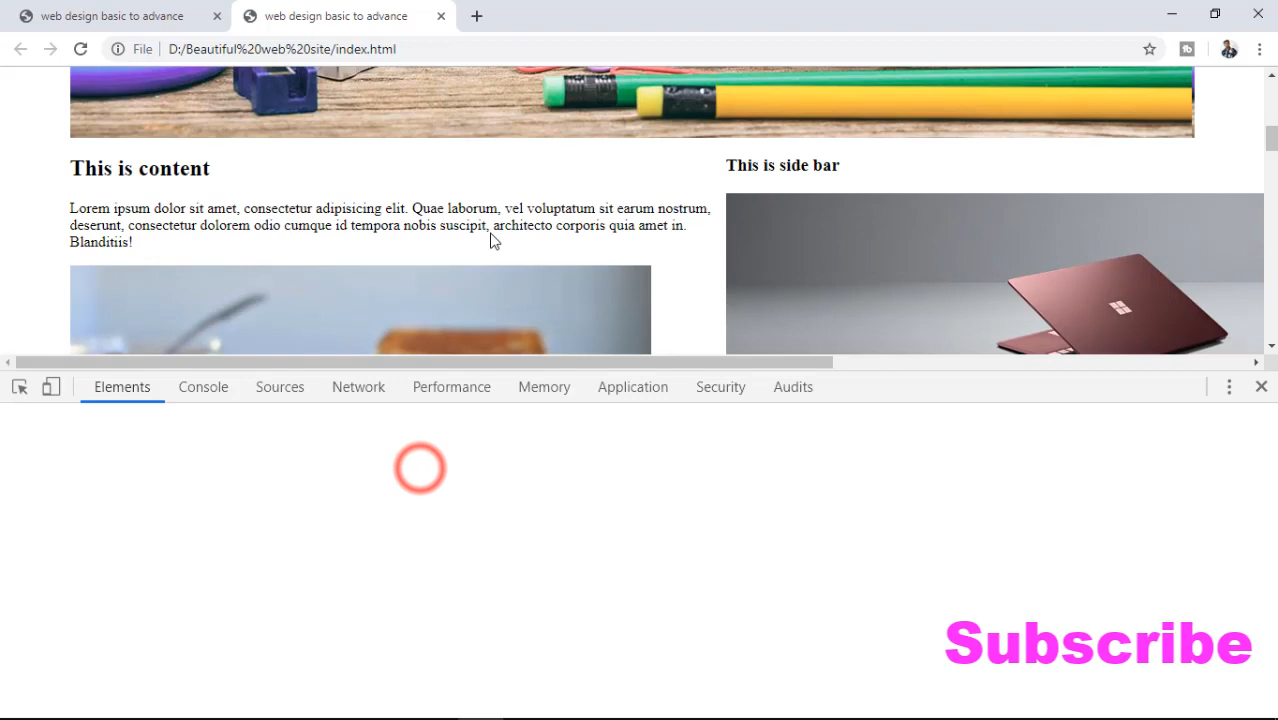 web design basic to advance
web design basic to advance
File
D:/Beautiful%20web%20site/index.html
This is content
Lorem ipsum dolor sit amet, consectetur adipisicing elit. Quae laborum, vel voluptatum sit earum nostrum,
deserunt, consectetur dolorem odio cumque id tempora nobis suscipit, architecto corporis quia amet in.
Blanditiis!
This is side bar
Elements Console Sources Network Performance Memory Application Security Audits
Subscribe